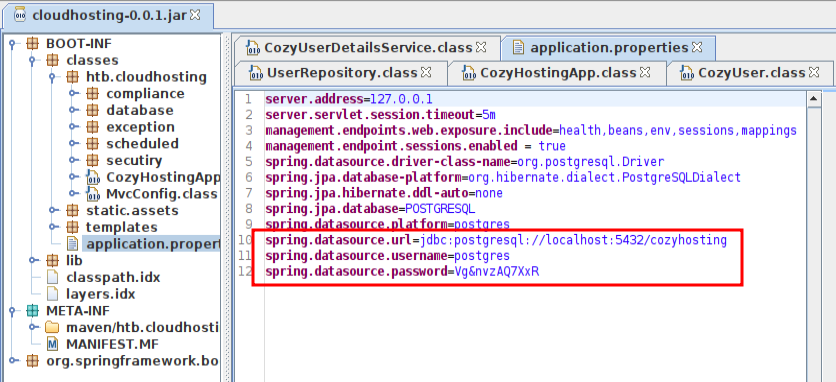 cloudhosting-0.0.1.jar
BOOT-INF
classes
htb.cloudhosting
compliance
database
exception
scheduled
secutiry
CozyHostingApp
MvcConfig.class
static.assets
templates
application.propert
lib
classpath.idx
layers.idx
META-INF
maven/htb.cloudhosti
MANIFEST.MF
org.springframework.bo
CozyUserDetailsService.class
application.properties
UserRepository.class
CozyHostingApp.class
CozyUser.class
1 server.address=127.0.0.1
2 server.servlet.session.timeout=5m
3 management.endpoints.web.exposure.include=health,beans,env,sessions,mappings
4 management.endpoint.sessions.enabled = true
5 spring.datasource.driver-class-name=org.postgresql.Driver
6 spring.jpa.database-platform=org.hibernate.dialect.PostgreSQLDialect
7 spring.jpa.hibernate.ddl-auto=none
8 spring.jpa.database=POSTGRESQL
9 spring.datasource.platform=postgres
10 spring.datasource.url=jdbc:postgresql://localhost:5432/cozyhosting
11 spring.datasource.username=postgres
12 spring.datasource.password=Vg&nvzAQ7XxR